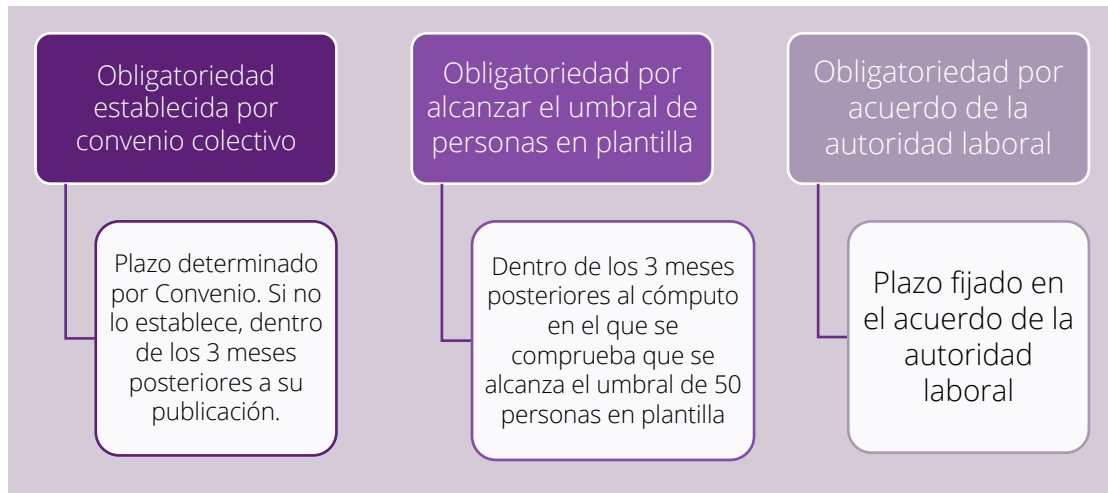 Obligatoriedad
establecida por
convenio colectivo
Plazo determinado
por Convenio. Si no
lo establece, dentro
de los 3 meses
posteriores a su
publicación.
Obligatoriedad por
alcanzar el umbral de
personas en plantilla
Dentro de los 3 meses
posteriores al cómputo
en el que se
comprueba que se
alcanza el umbral de 50
personas en plantilla
Obligatoriedad por
acuerdo de la
autoridad laboral
Plazo fijado en
el acuerdo de la
autoridad
laboral